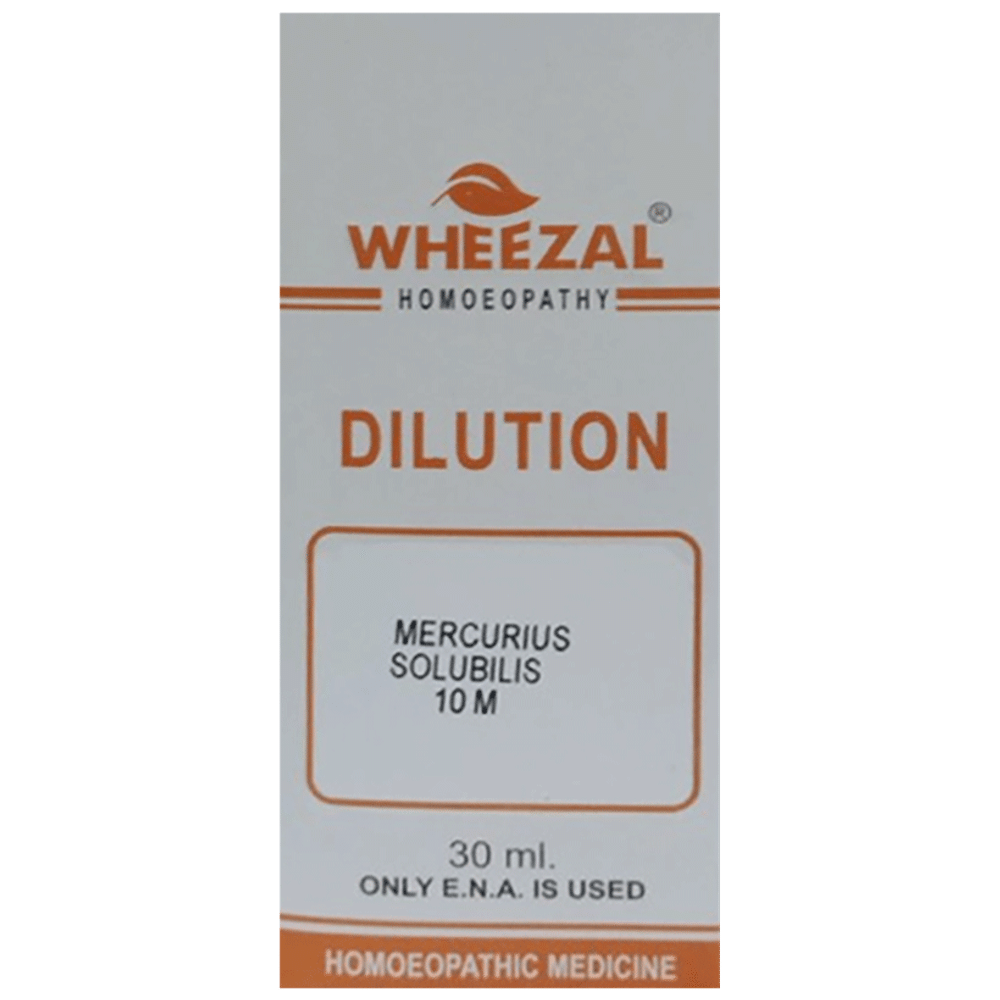 WHEEZAL®
HOMOEOPATHY
DILUTION
MERCURIUS
SOLUBILIS
10 M
30 ml.
ONLY E.N.A. IS USED
HOMOEOPATHIC MEDICINE